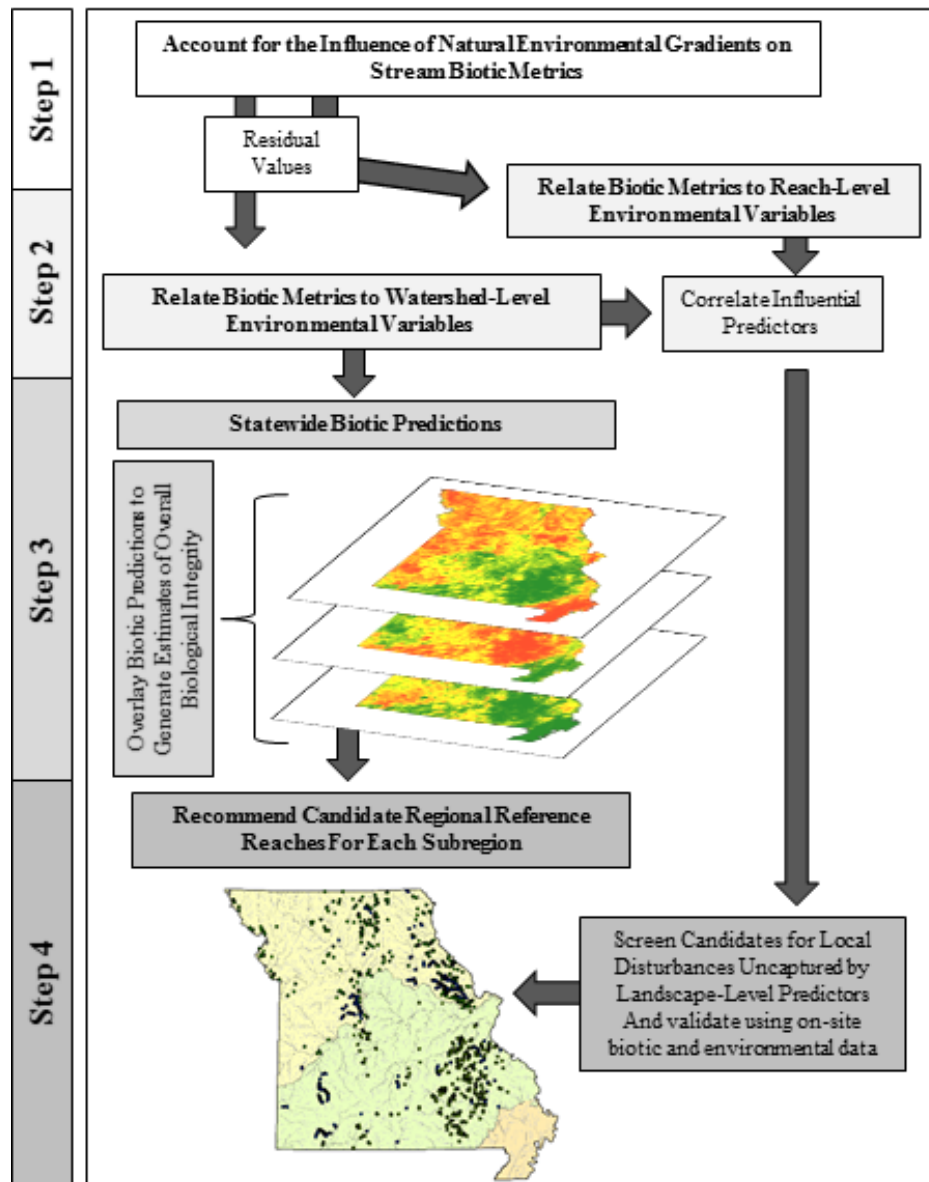 Step 1
Account for the Influence of Natural Environmental Gradients on
Stream Biotic Metrics
Residual
Values
Step 2
Relate Biotic Metrics to Reach-Level
Environmental Variables
Relate Biotic Metrics to Watershed-Level
Environmental Variables
Correlate Influential
Predictors
Step 3
Statewide Biotic Predictions
Overlay Biotic Predictions to
Generate Estimates of Overall
Biological Integrity
Step 4
Recommend Candidate Regional Reference
Reaches For Each Subregion
Screen Candidates for Local
Disturbances Uncaptured by
Landscape-Level Predictors
And validate using on-site
biotic and environmental data